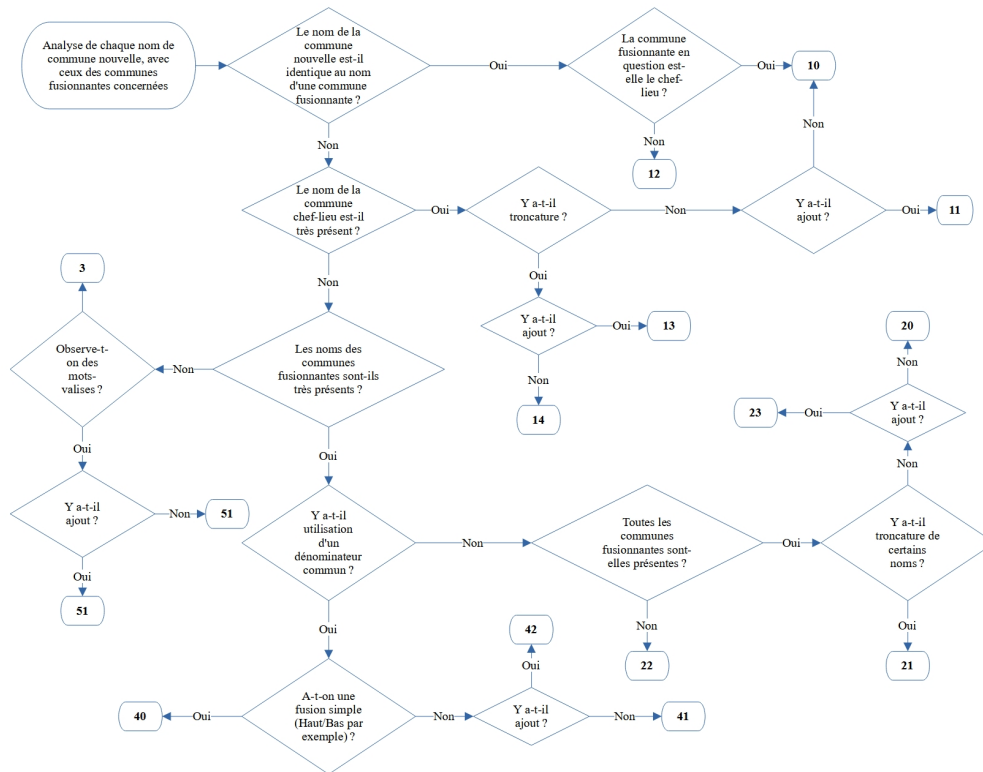 Analyse de chaque nom de
commune nouvelle, avec
ceux des communes
fusionnantes concernées
Le nom de la
commune
nouvelle est-il
identique au nom
d'une commune
fusionnante ?
Oui
La commune
fusionnante en
question est-
elle le chef-
lieu ?
Oui
10
Non
Non
12
Non
Le nom de la
commune
chef-lieu est-il
très présent ?
Oui
Y a-t-il
troncature ?
Non
Y a-t-il
ajout ?
Oui
11
Non
Oui
3
Y a-t-il
ajout ?
Oui
13
Non
14
Observe-t-
on des
mots-
valises ?
Non
Les noms des
communes
fusionnantes sont-ils
très présents ?
20
Non
23
Oui
Y a-t-il
ajout ?
Non
Oui
Y a-t-il
ajout ?
Non
51
Oui
51
Oui
Y a-t-il
utilisation
d'un
dénominateur
commun ?
Non
Toutes les
communes
fusionnantes sont-
elles présentes ?
Oui
Y a-t-il
troncature de
certains
noms ?
Non
22
Oui
21
Oui
42
Oui
40
Oui
A-t-on une
fusion simple
(Haut/Bas par
exemple) ?
Non
Y a-t-il
ajout ?
Non
41